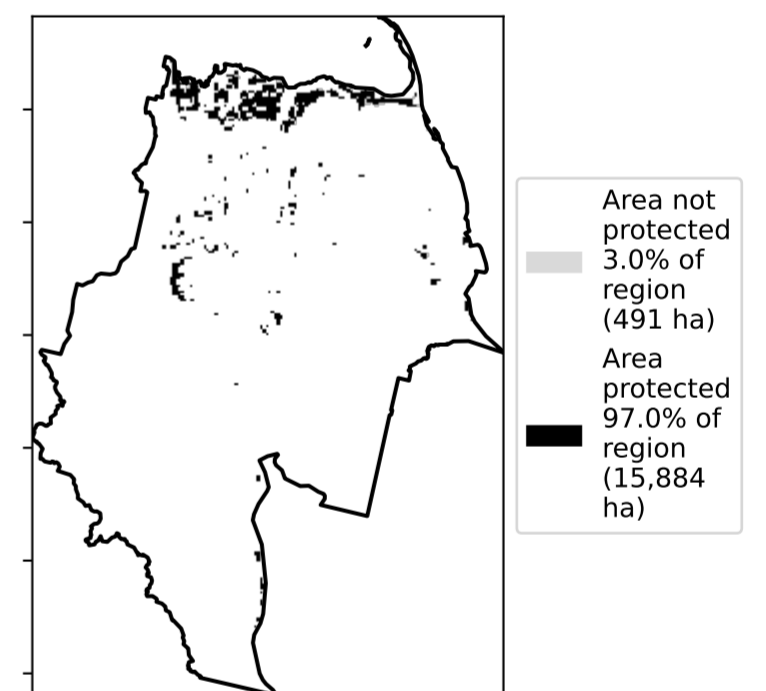 Area not
protected
3.0% of
region
(491 ha)
Area
protected
97.0% of
region
(15,884
ha)